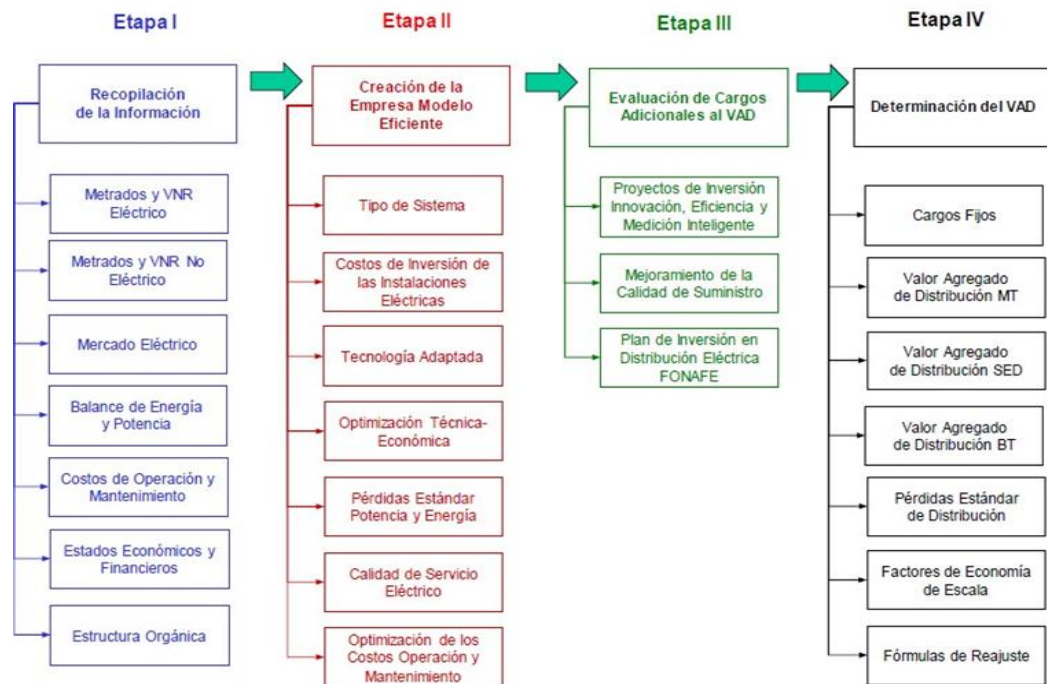 Etapa I
Recopilación
de la Información
Metrados y VNR
Eléctrico
Metrados y VNR No
Eléctrico
Mercado Eléctrico
Balance de Energía
y Potencia
Costos de Operación y
Mantenimiento
Estados Económicos y
Financieros
Estructura Orgánica
Etapa II
Creación de la
Empresa Modelo
Eficiente
Tipo de Sistema
Costos de Inversión de
las Instalaciones
Eléctricas
Tecnología Adaptada
Optimización Técnica-
Económica
Pérdidas Estándar
Potencia y Energía
Calidad de Servicio
Eléctrico
Optimización de los
Costos Operación y
Mantenimiento
Etapa III
Evaluación de Cargos
Adicionales al VAD
Proyectos de Inversión
Innovación, Eficiencia y
Medición Inteligente
Mejoramiento de la
Calidad de Suministro
Plan de Inversión en
Distribución Eléctrica
FONAFE
Etapa IV
Determinación del VAD
Cargos Fijos
Valor Agregado
de Distribución MT
Valor Agregado
de Distribución SED
Valor Agregado
de Distribución BT
Pérdidas Estándar
de Distribución
Factores de Economía
de Escala
Fórmulas de Reajuste